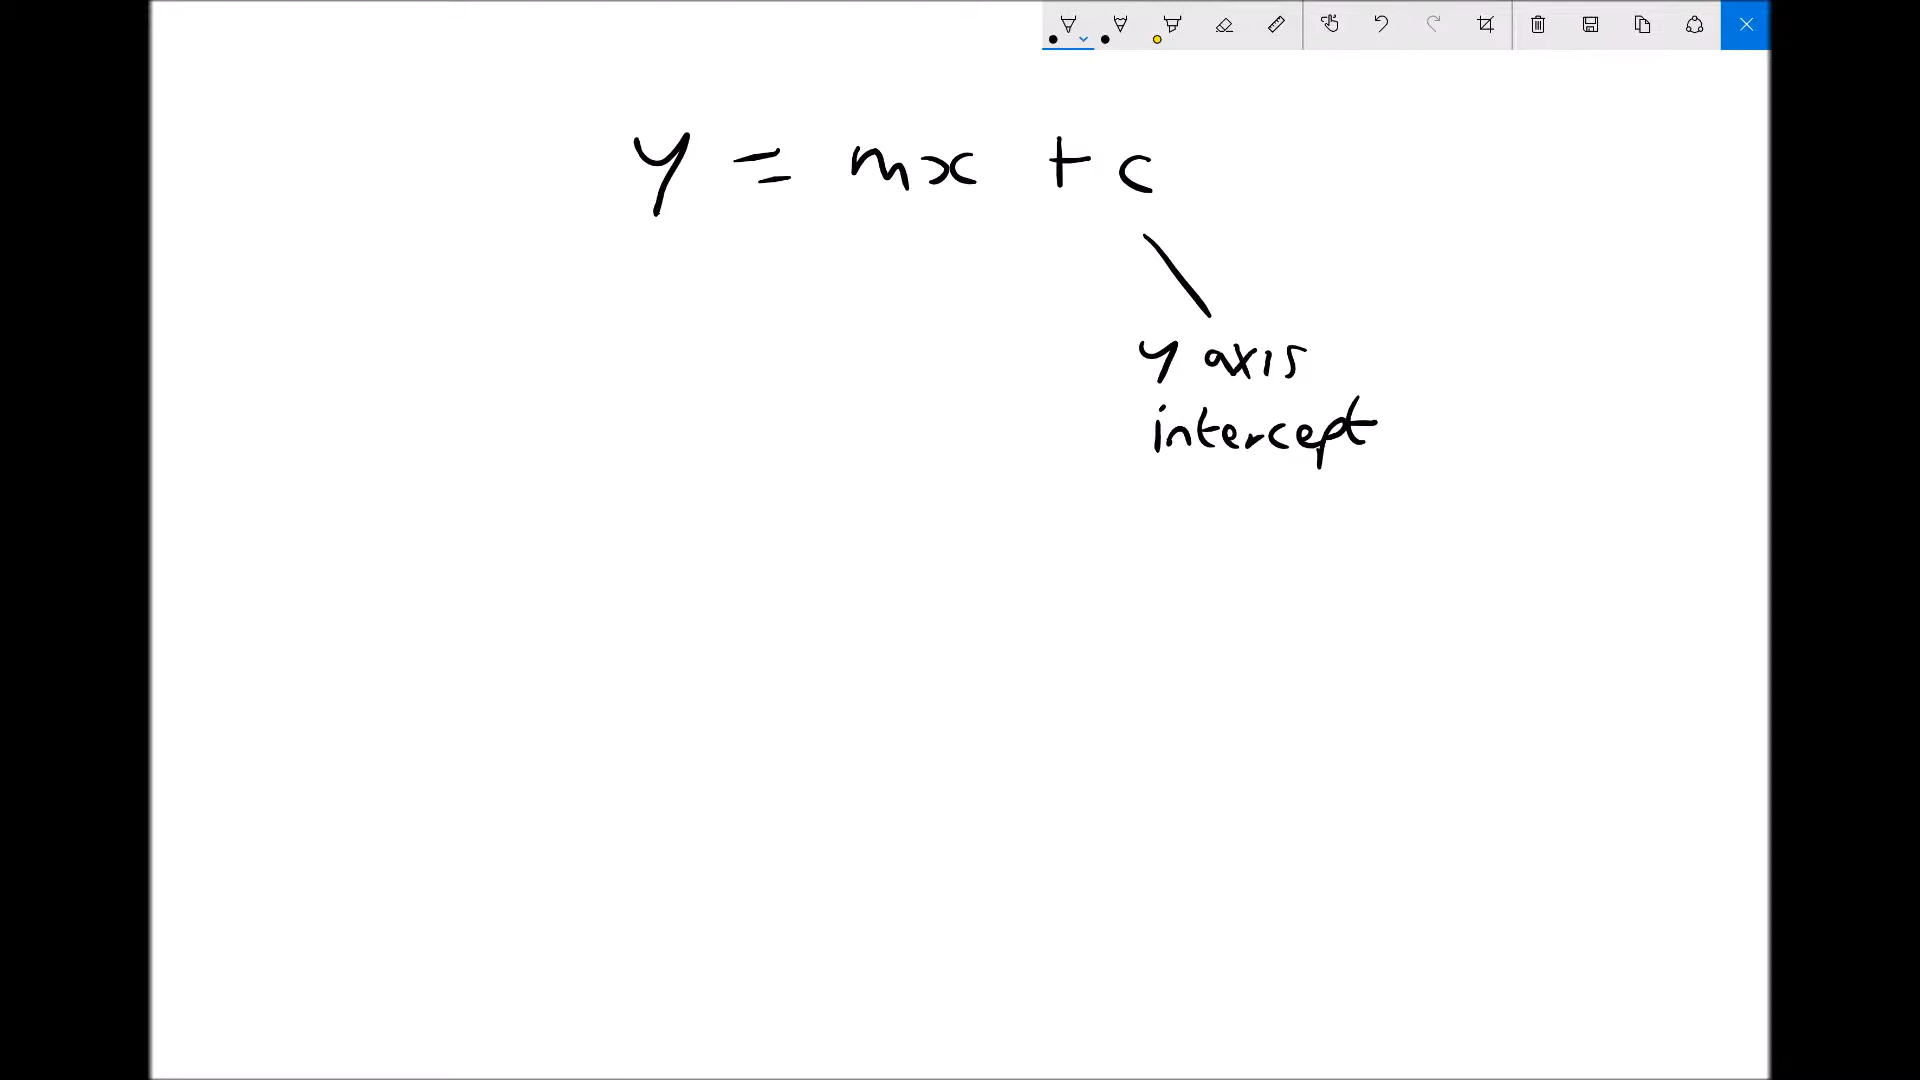 y = mx + c
y axis
intercept